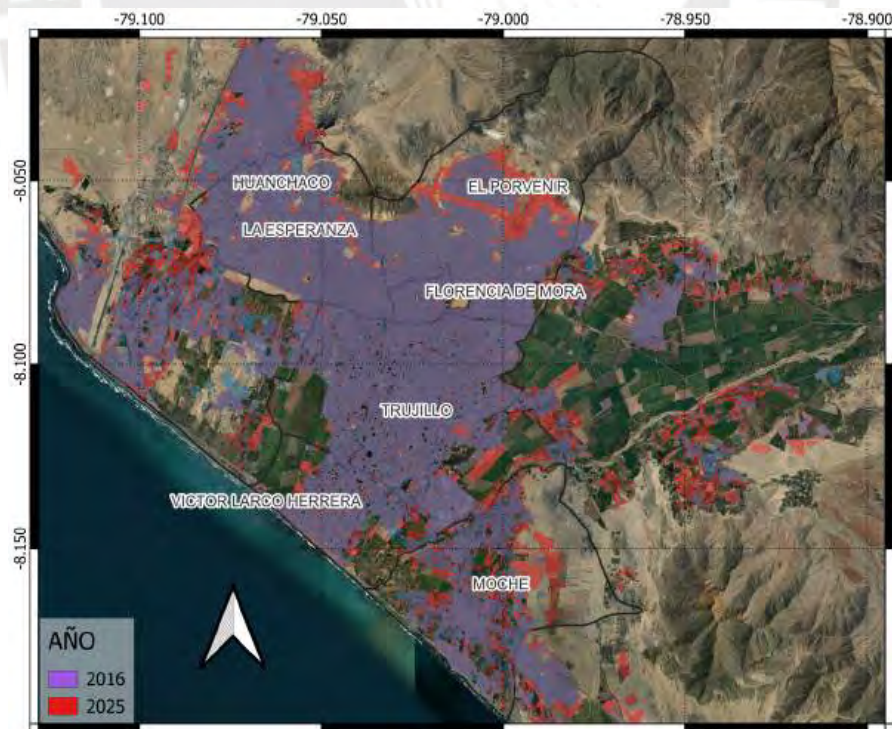 -79.100 -79.050 -79.000 -78.950 -78.900
-8.050
HUANCHACO
EL PORVENIR
LA ESPERANZA
FLORENCIA DE MORA
-8.100
TRUJILLO
VICTOR LARCO HERRERA
-8.150
MOCHE
AÑO
2016
2025